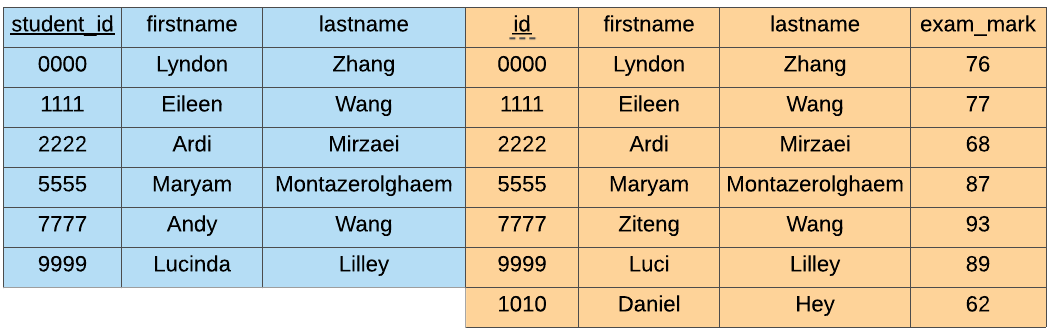 student_id firstname lastname id firstname lastname exam_mark
0000 Lyndon Zhang 0000 Lyndon Zhang 76
1111 Eileen Wang 1111 Eileen Wang 77
2222 Ardi Mirzaei 2222 Ardi Mirzaei 68
5555 Maryam Montazerolghaem 5555 Maryam Montazerolghaem 87
7777 Andy Wang 7777 Ziteng Wang 93
9999 Lucinda Lilley 9999 Luci Lilley 89
1010 Daniel Hey 62